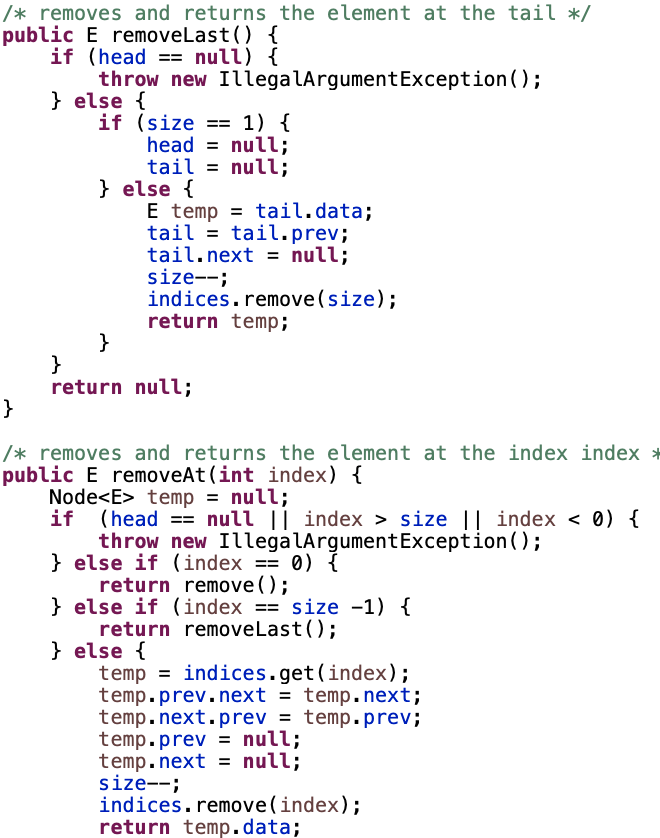 /* removes and returns the element at the tail */
public E removeLast() {
    if (head == null) {
        throw new IllegalArgumentException();
    } else {
        if (size == 1) {
            head = null;
            tail = null;
        } else {
            E temp = tail.data;
            tail = tail.prev;
            tail.next = null;
            size--;
            indices.remove(size);
            return temp;
        }
    }
    return null;
}

/* removes and returns the element at the index index *
public E removeAt(int index) {
    Node<E> temp = null;
    if  (head == null || index > size || index < 0) {
        throw new IllegalArgumentException();
    } else if (index == 0) {
        return remove();
    } else if (index == size -1) {
        return removeLast();
    } else {
        temp = indices.get(index);
        temp.prev.next = temp.next;
        temp.next.prev = temp.prev;
        temp.prev = null;
        temp.next = null;
        size--;
        indices.remove(index);
        return temp.data;